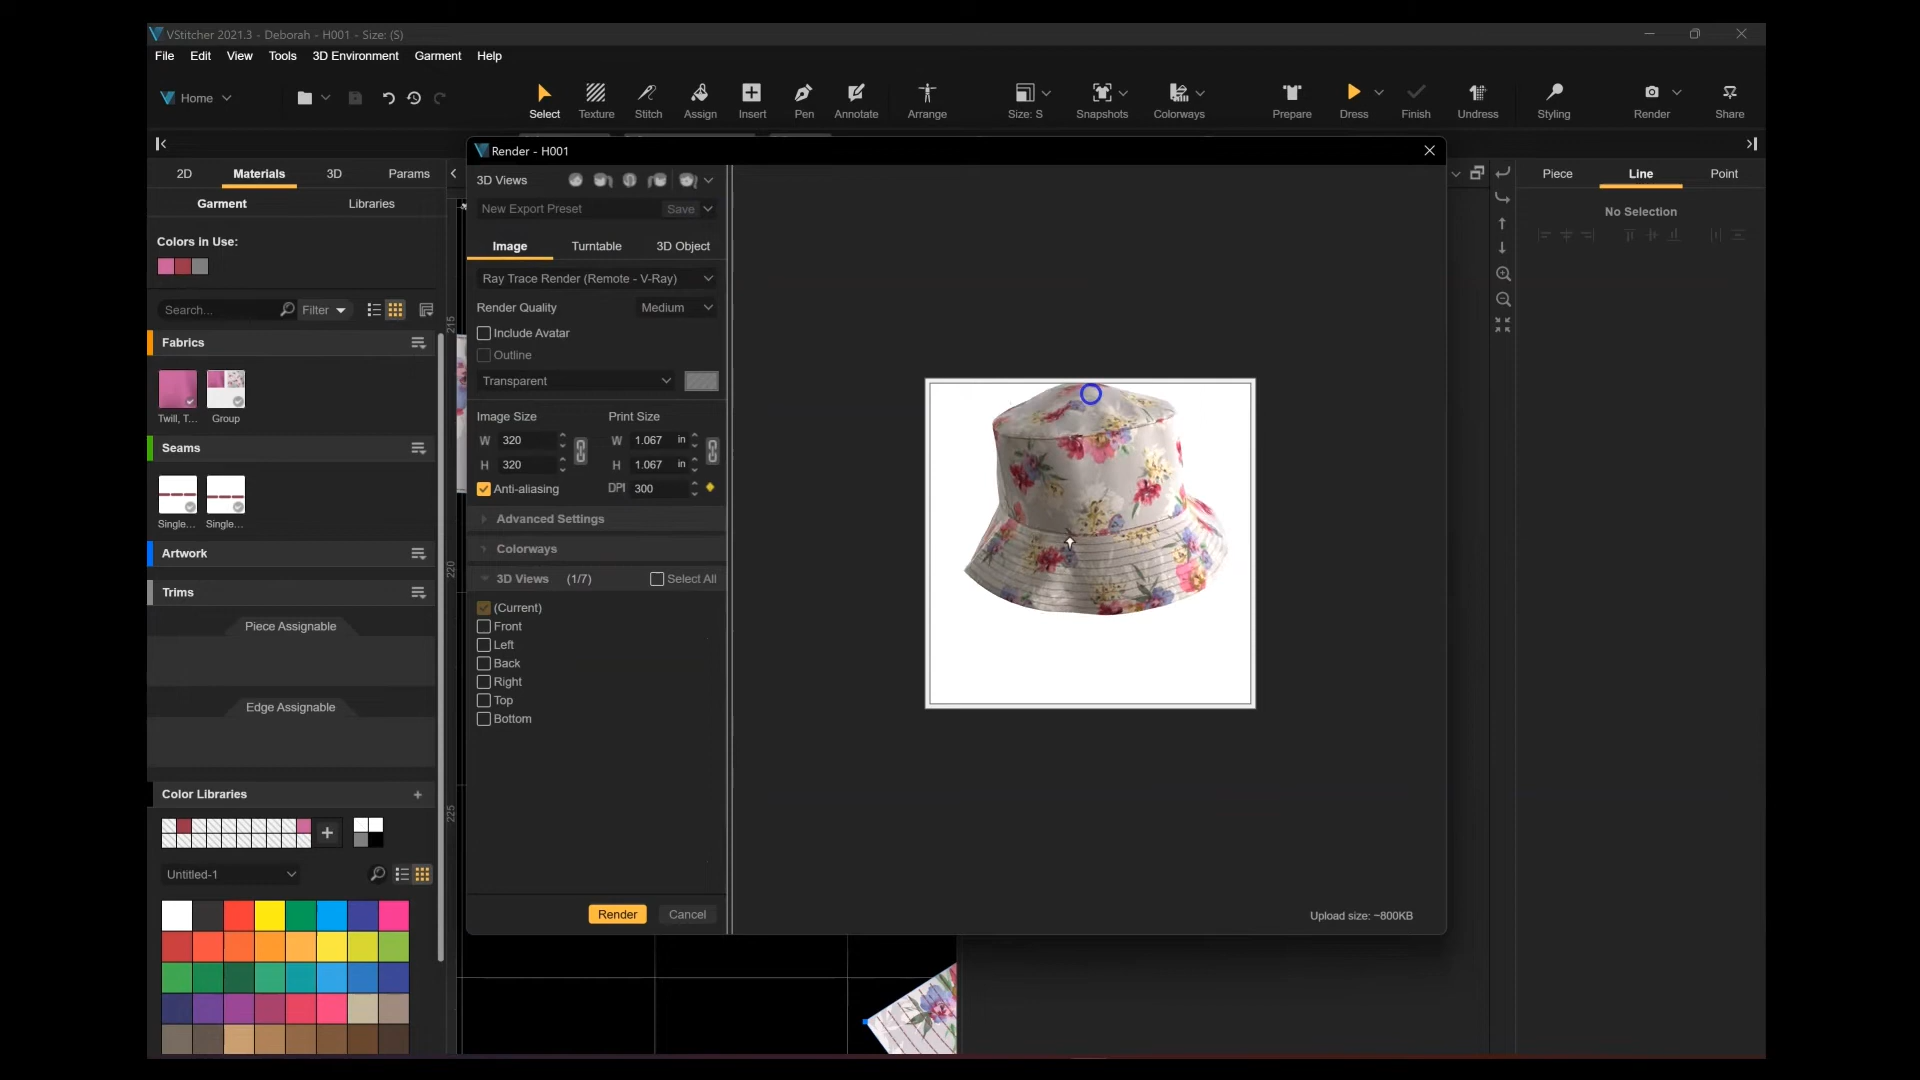 VStitcher 2021.3 - Deborah - H001 - Size: (S)
File Edit View Tools 3D Environment Garment Help
Home
Select Texture Stitch Assign Insert Pen Annotate Arrange Size: S Snapshots Colorways Prepare Dress Finish Undress Styling Render Share
Render - H001
2D Materials 3D Params
Garment Libraries
Colors in Use:
Search... Filter
Fabrics
Twill, T... Group
Seams
Single... Single...
Artwork
Trims
Piece Assignable
Edge Assignable
Color Libraries
Untitled-1
215
220
225
3D Views
New Export Preset Save
Image Turntable 3D Object
Ray Trace Render (Remote - V-Ray)
Render Quality Medium
Include Avatar
Outline
Transparent
Image Size Print Size
W 320 W 1.067 in
H 320 H 1.067 in
Anti-aliasing DPI 300
Advanced Settings
Colorways
3D Views (1/7) Select All
(Current)
Front
Left
Back
Right
Top
Bottom
Render Cancel
Upload size: ~800KB
Piece Line Point
No Selection